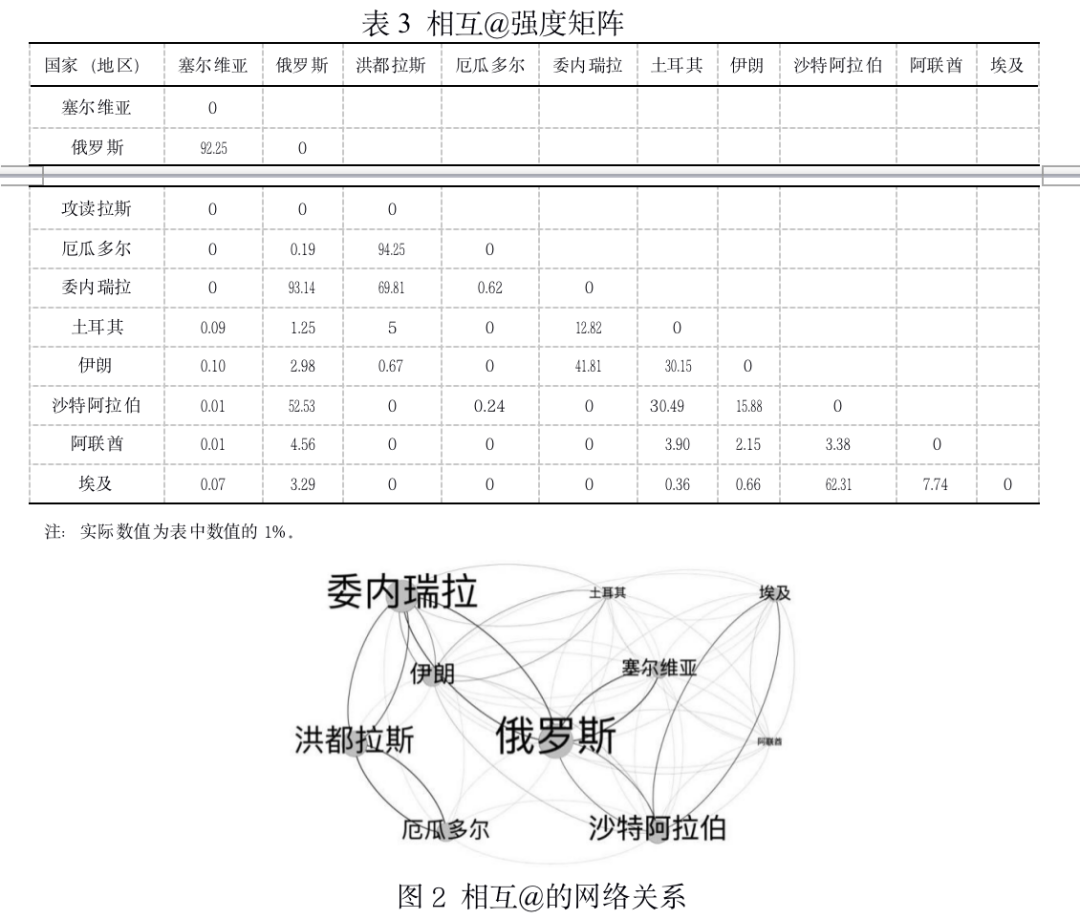 表 3 相互@强度矩阵
国家（地区） 塞尔维亚 俄罗斯 洪都拉斯 厄瓜多尔 委内瑞拉 土耳其 伊朗 沙特阿拉伯 阿联酋 埃及
塞尔维亚 0
俄罗斯 92.25 0
攻读拉斯 0 0 0
厄瓜多尔 0 0.19 94.25 0
委内瑞拉 0 93.14 69.81 0.62 0
土耳其 0.09 1.25 5 0 12.82 0
伊朗 0.10 2.98 0.67 0 41.81 30.15 0
沙特阿拉伯 0.01 52.53 0 0.24 0 30.49 15.88 0
阿联酋 0.01 4.56 0 0 0 3.90 2.15 3.38 0
埃及 0.07 3.29 0 0 0 0.36 0.66 62.31 7.74 0
注: 实际数值为表中数值的 1%。
委内瑞拉
土耳其
埃及
伊朗
塞尔维亚
洪都拉斯
俄罗斯
阿联酋
厄瓜多尔
沙特阿拉伯
图 2 相互@的网络关系